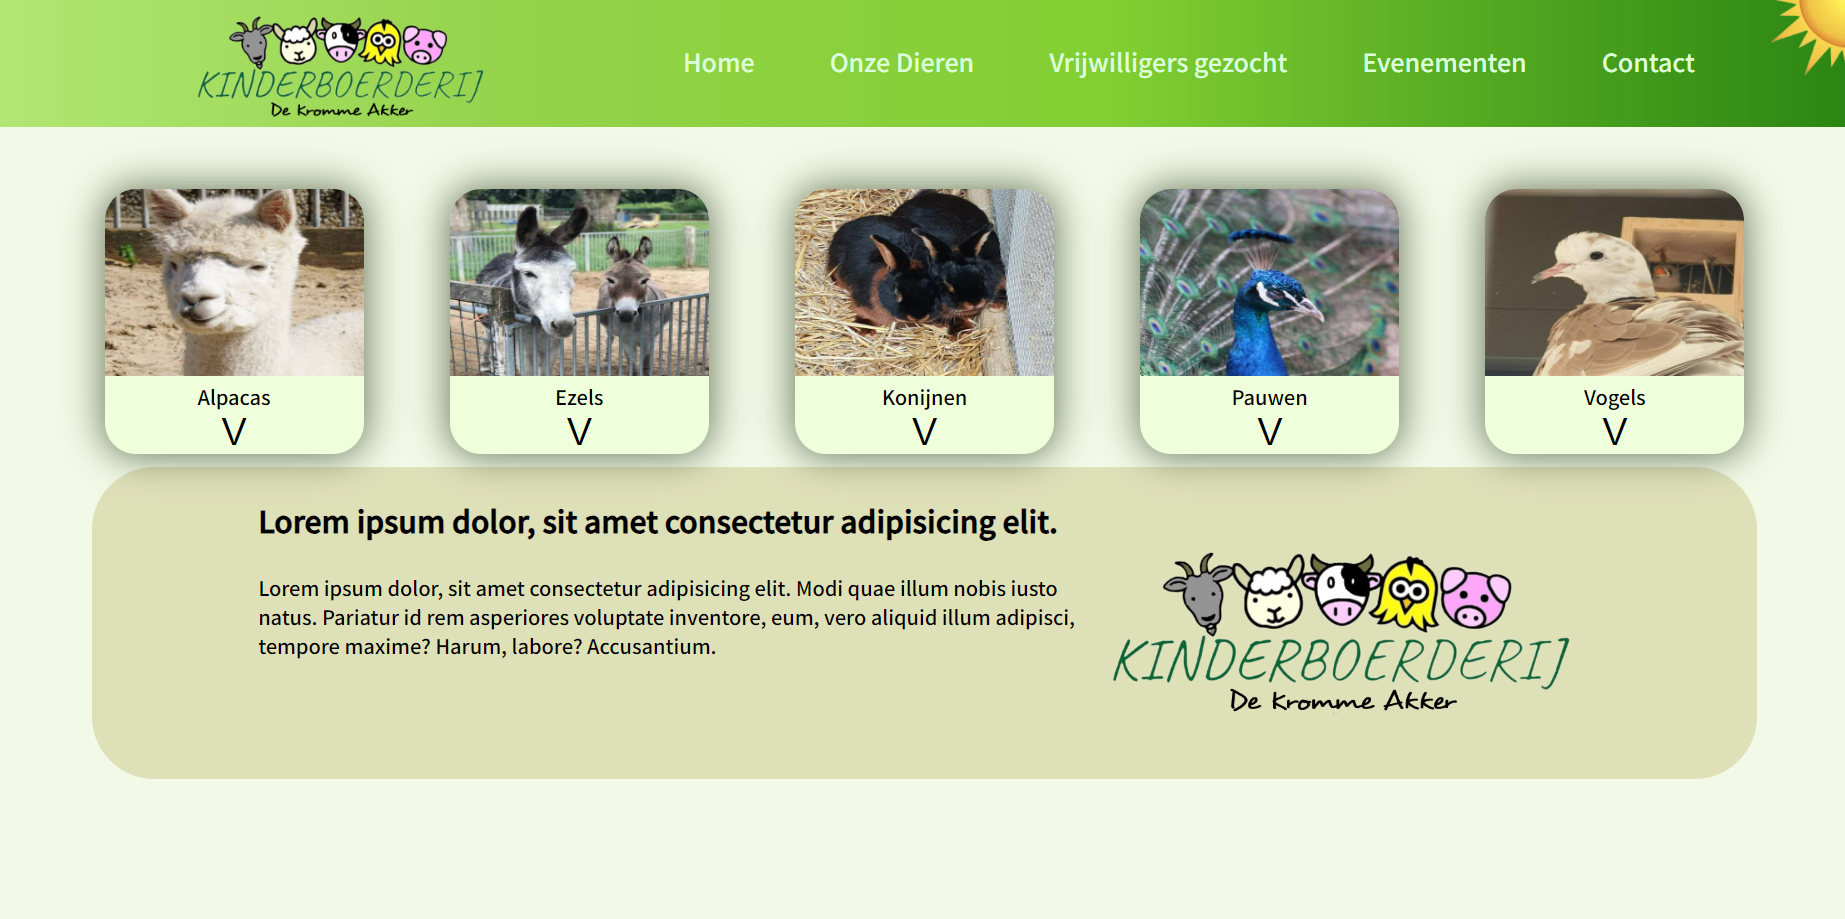 KINDERBOERDERIJ
De Kromme Akker
Home Onze Dieren Vrijwilligers gezocht Evenementen Contact
Alpacas
V
Ezels
V
Konijnen
V
Pauwen
V
Vogels
V
Lorem ipsum dolor, sit amet consectetur adipisicing elit.
Lorem ipsum dolor, sit amet consectetur adipisicing elit. Modi quae illum nobis iusto
natus. Pariatur id rem asperiores voluptate inventore, eum, vero aliquid illum adipisci,
tempore maxime? Harum, labore? Accusantium.
KINDERBOERDERIJ
De Kromme Akker